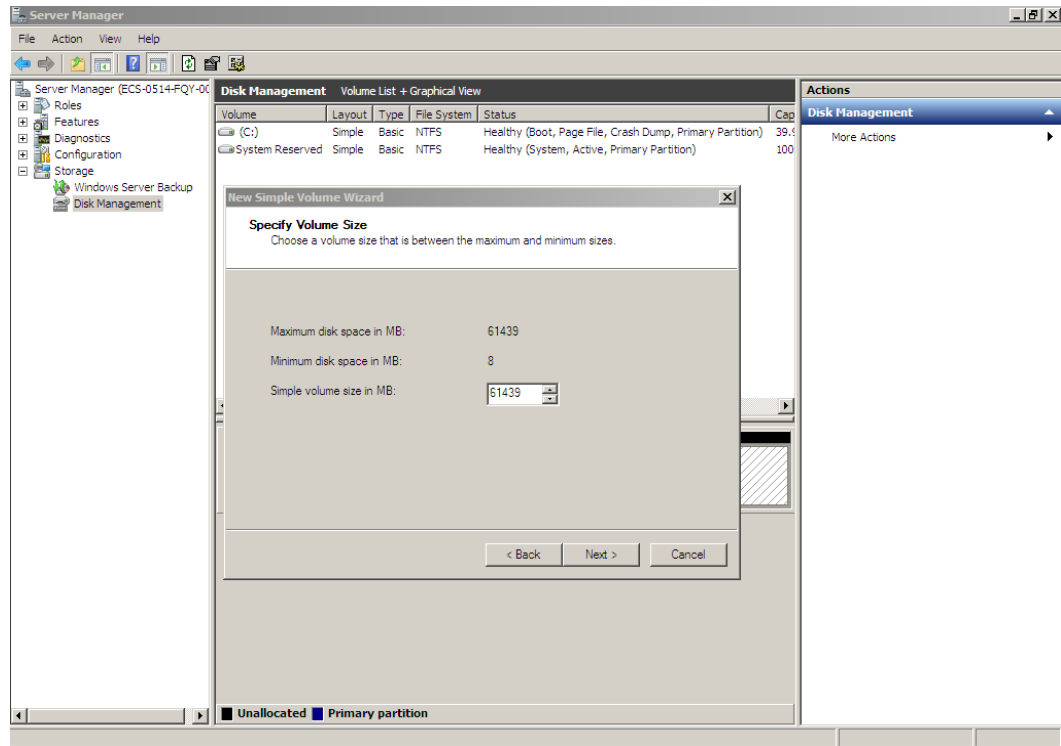 Server Manager
File Action View Help
Server Manager (ECS-0514-FQY-00
Roles
Features
Diagnostics
Configuration
Storage
Windows Server Backup
Disk Management
Disk Management Volume List + Graphical View
Volume Layout Type File System Status Cap
(C:) Simple Basic NTFS Healthy (Boot, Page File, Crash Dump, Primary Partition) 39.9
System Reserved Simple Basic NTFS Healthy (System, Active, Primary Partition) 100
New Simple Volume Wizard
Specify Volume Size
Choose a volume size that is between the maximum and minimum sizes.
Maximum disk space in MB: 61439
Minimum disk space in MB: 8
Simple volume size in MB: 61439
< Back Next > Cancel
Unallocated Primary partition
Actions
Disk Management
More Actions